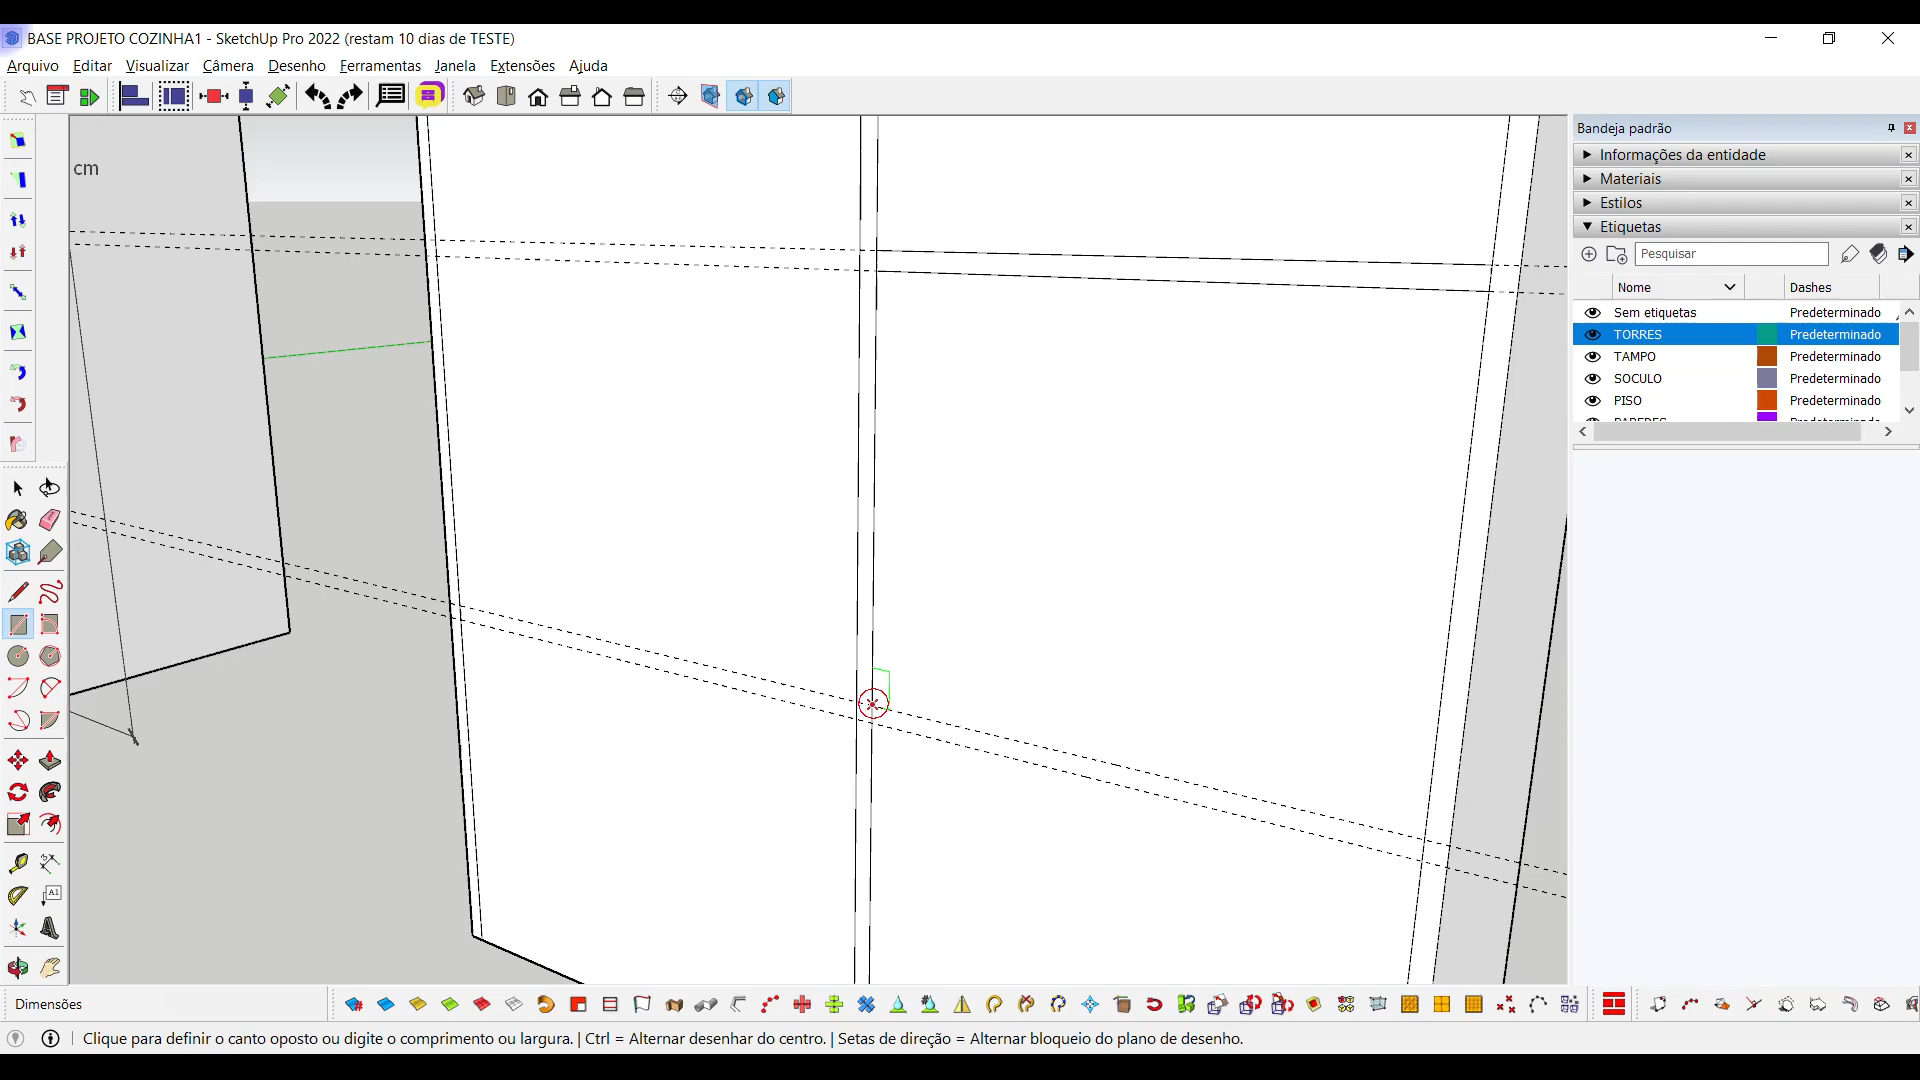 BASE PROJETO COZINHA1 - SketchUp Pro 2022 (restam 10 dias de TESTE)
Arquivo Editar Visualizar Câmera Desenho Ferramentas Janela Extensões Ajuda
Bandeja padrão
Informações da entidade
Materiais
Estilos
Etiquetas
Pesquisar
Nome Dashes
Sem etiquetas Predeterminado
TORRES Predeterminado
TAMPO Predeterminado
SOCULO Predeterminado
PISO Predeterminado
cm
A1
Dimensões
Clique para definir o canto oposto ou digite o comprimento ou largura. | Ctrl = Alternar desenhar do centro. | Setas de direção = Alternar bloqueio do plano de desenho.